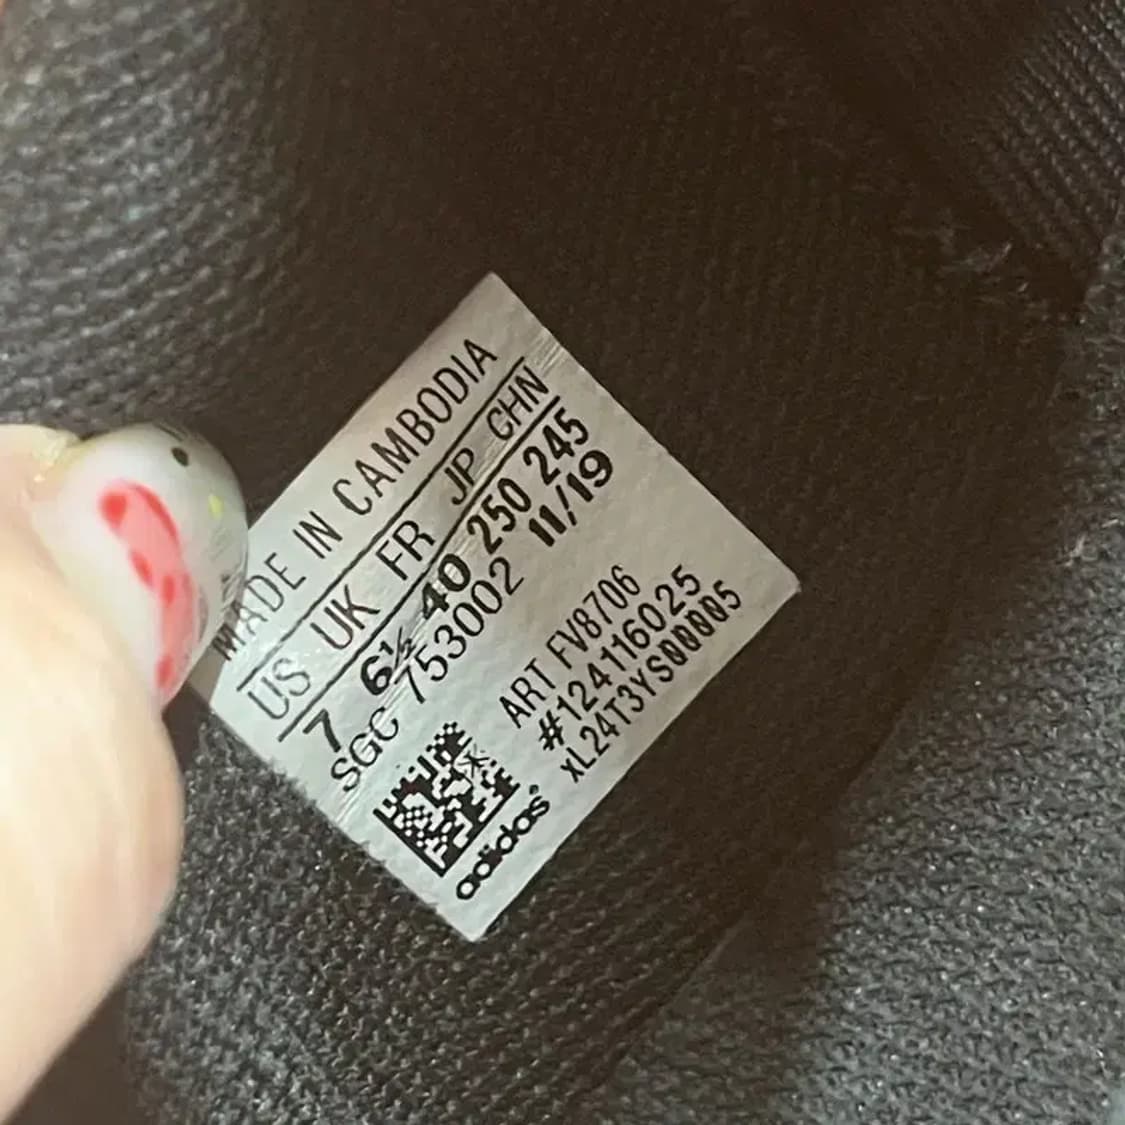 MADE IN CAMBODIA
US UK FR JP CHN
7 6½ 40 250 245
SGC 753002 11/19
ART FV8706
#124116025
xL24T3YS00005
adidas®